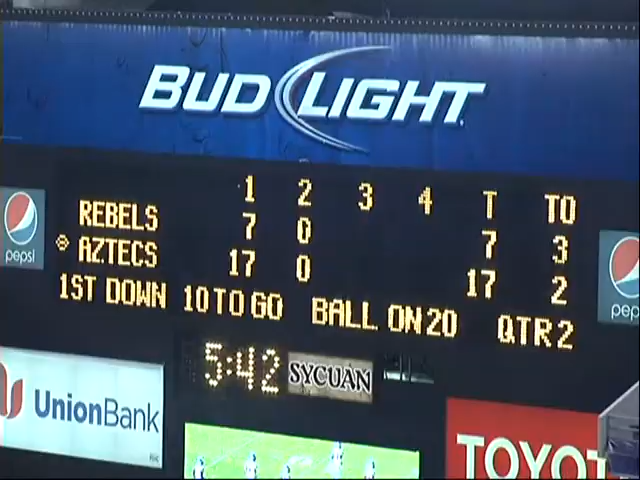 BUD LIGHT
1 2 3 4 T TO
REBELS 7 0 7 3
AZTECS 17 0 17 2
1ST DOWN 10 TO GO BALL ON 20 QTR 2
pepsi
pep
5:42 SYCUAN
UnionBank
TOYOT